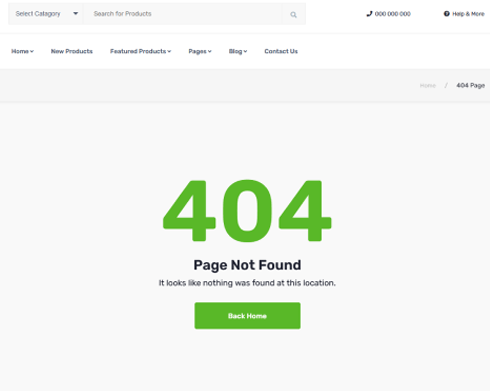 Select Calagory Search for Products 000 000 000 Help & More
Home New Products Featured Products Pages Blog Contact Us
Home / 404 Page
404
Page Not Found
It looks like nothing was found at this location.
Back Home